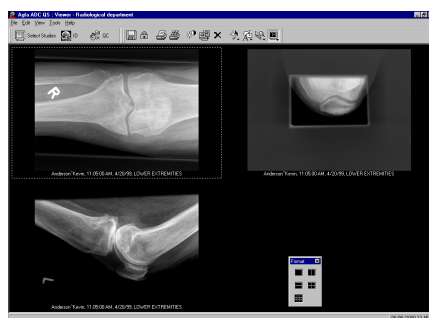 Agfa ADC QS : Viewer - Radiological department
File Edit View Tools Help
Select Studies ID QC
R
Anderson^Kevin, 11:05:00 AM, 4/20/99, LOWER EXTREMITIES
Anderson^Kevin, 11:05:00 AM, 4/20/99, LOWER EXTREMITIES
L
Anderson^Kevin, 11:05:00 AM, 4/20/99, LOWER EXTREMITIES
Format